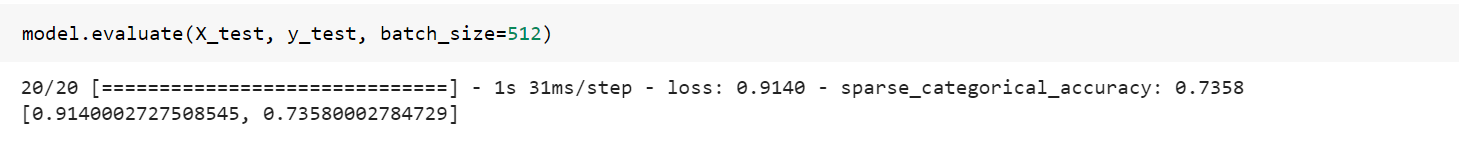 model.evaluate(X_test, y_test, batch_size=512)
20/20 [==============================] - 1s 31ms/step - loss: 0.9140 - sparse_categorical_accuracy: 0.7358
[0.9140002727508545, 0.73580002784729]